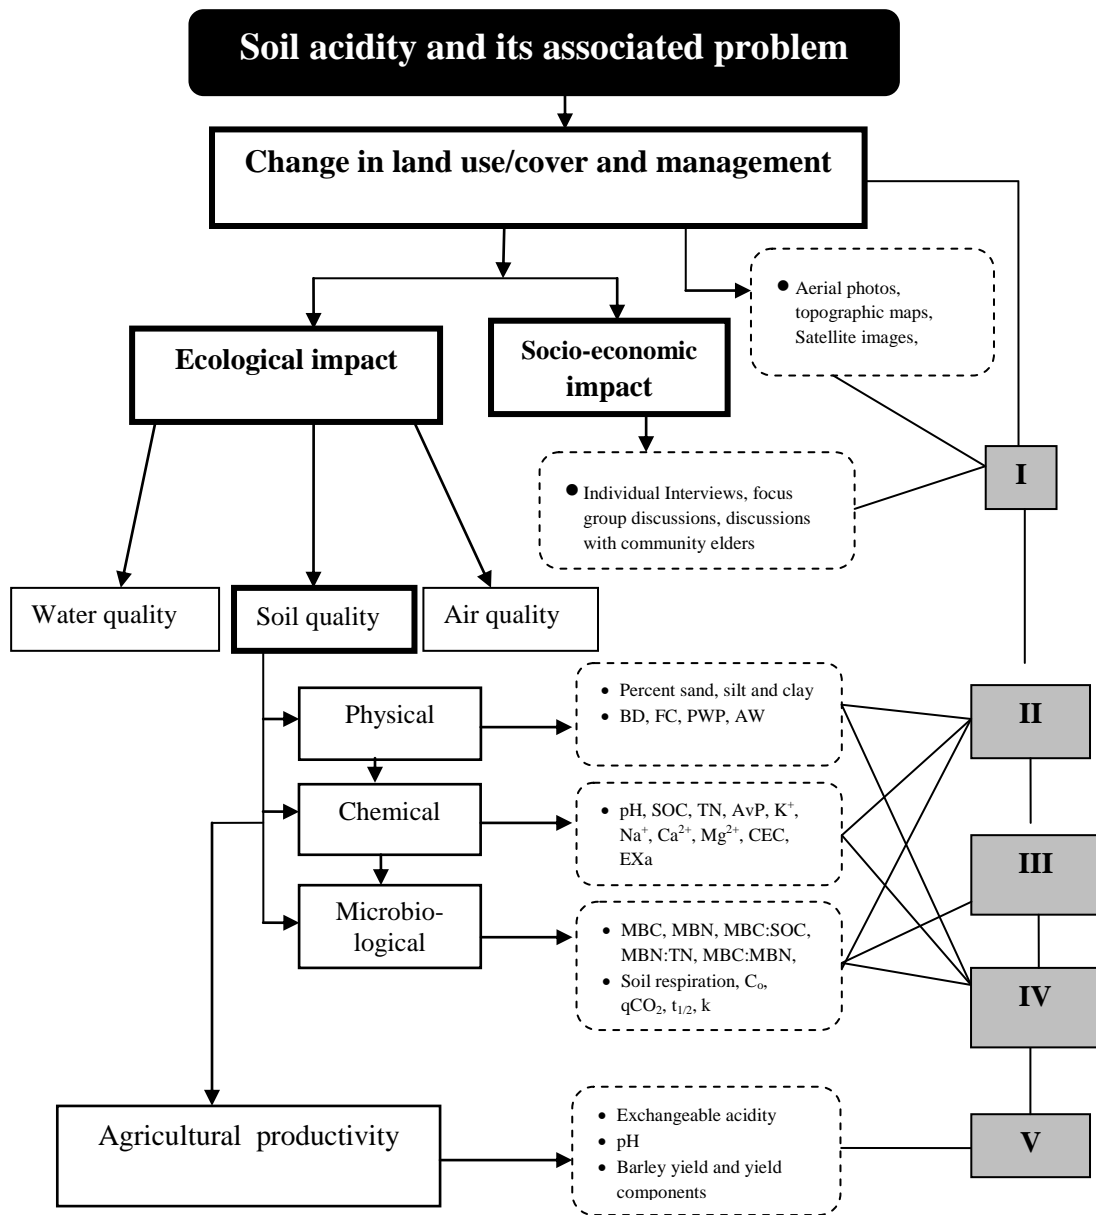 Soil acidity and its associated problem
Change in land use/cover and management
● Aerial photos,
topographic maps,
Satellite images,
Ecological impact
Socio-economic
impact
I
● Individual Interviews, focus
group discussions, discussions
with community elders
Water quality
Soil quality
Air quality
Physical
• Percent sand, silt and clay
• BD, FC, PWP, AW
II
Chemical
• pH, SOC, TN, AvP, K⁺,
Na⁺, Ca²⁺, Mg²⁺, CEC,
EXa
III
Microbio-
logical
• MBC, MBN, MBC:SOC,
MBN:TN, MBC:MBN,
• Soil respiration, Cₒ,
qCO₂, t₁/₂, k
IV
Agricultural productivity
• Exchangeable acidity
• pH
• Barley yield and yield
components
V